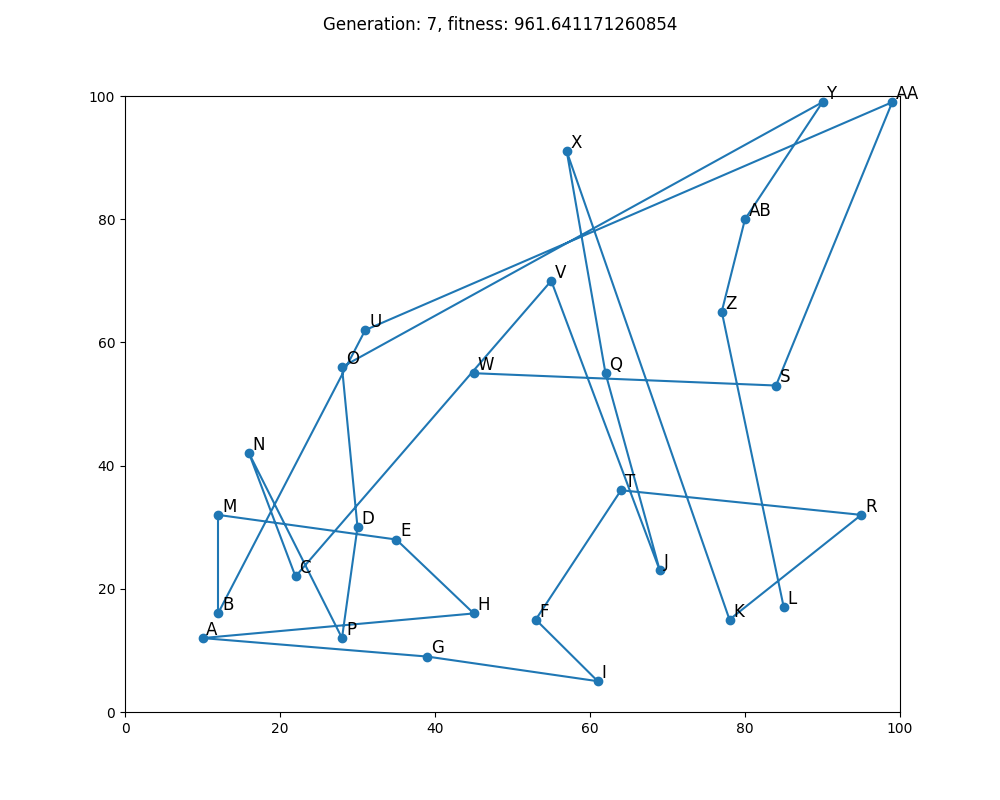 Generation: 7, fitness: 961.641171260854
100
Y
AA
X
80
AB
V
Z
U
60
O
W
Q
S
N
40
T
M
R
D
E
C
J
20
B
H
L
F
K
A
P
G
I
0
0 20 40 60 80 100